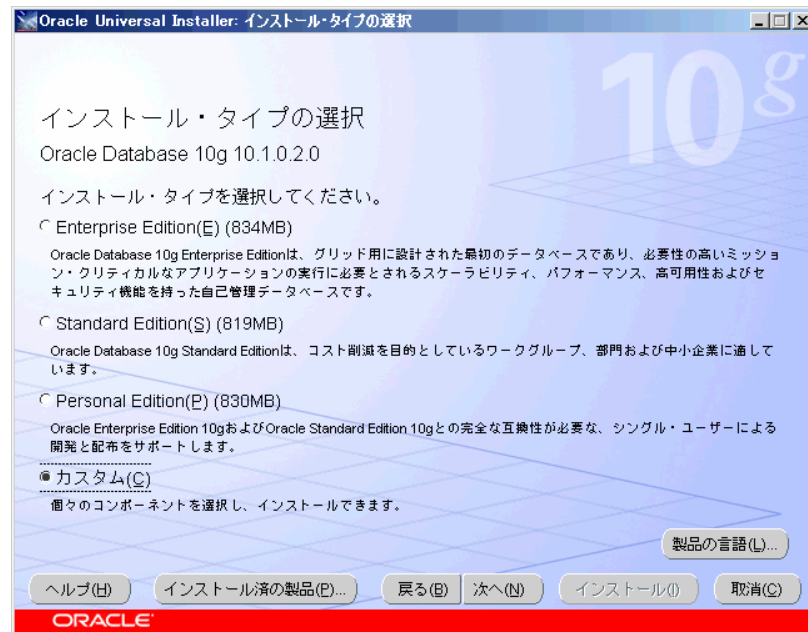 Oracle Universal Installer: インストール・タイプの選択
10g
インストール・タイプの選択
Oracle Database 10g 10.1.0.2.0
インストール・タイプを選択してください。
Enterprise Edition(E) (834MB)
Oracle Database 10g Enterprise Editionは、グリッド用に設計された最初のデータベースであり、必要性の高いミッショ
ン・クリティカルなアプリケーションの実行に必要とされるスケーラビリティ、パフォーマンス、高可用性およびセ
キュリティ機能を持った自己管理データベースです。
Standard Edition(S) (819MB)
Oracle Database 10g Standard Editionは、コスト削減を目的としているワークグループ、部門および中小企業に適して
います。
Personal Edition(P) (830MB)
Oracle Enterprise Edition 10gおよびOracle Standard Edition 10gとの完全な互換性が必要な、シングル・ユーザーによる
開発と配布をサポートします。
カスタム(C)
個々のコンポーネントを選択し、インストールできます。
製品の言語(L)...
ヘルプ(H) インストール済の製品(P)... 戻る(B) 次へ(N) インストール(I) 取消(C)
ORACLE